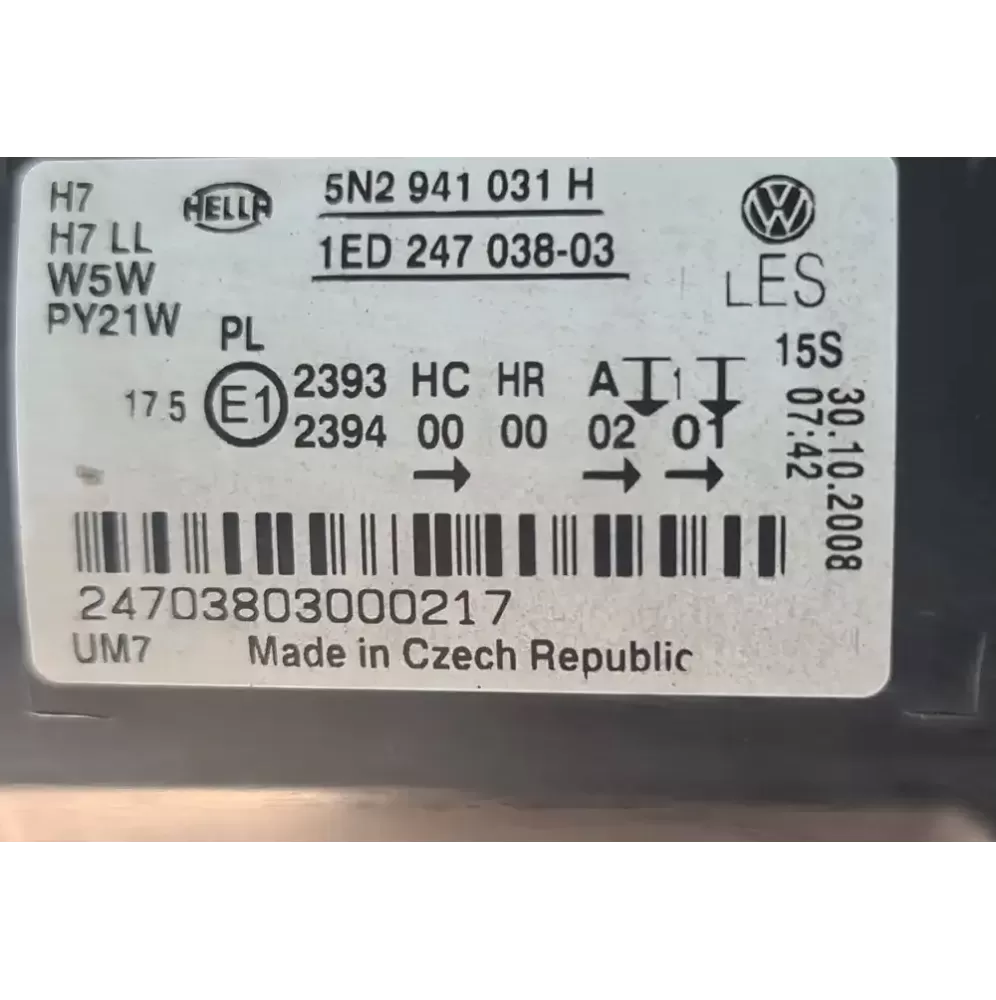 H7
H7 LL
W5W
PY21W
HELLA
5N2 941 031 H
1ED 247 038-03
LES
15S
PL
17.5
E1
2393 HC HR A 1
2394 00 00 02 01
30.10.2008
07:42
24703803000217
UM7
Made in Czech Republic